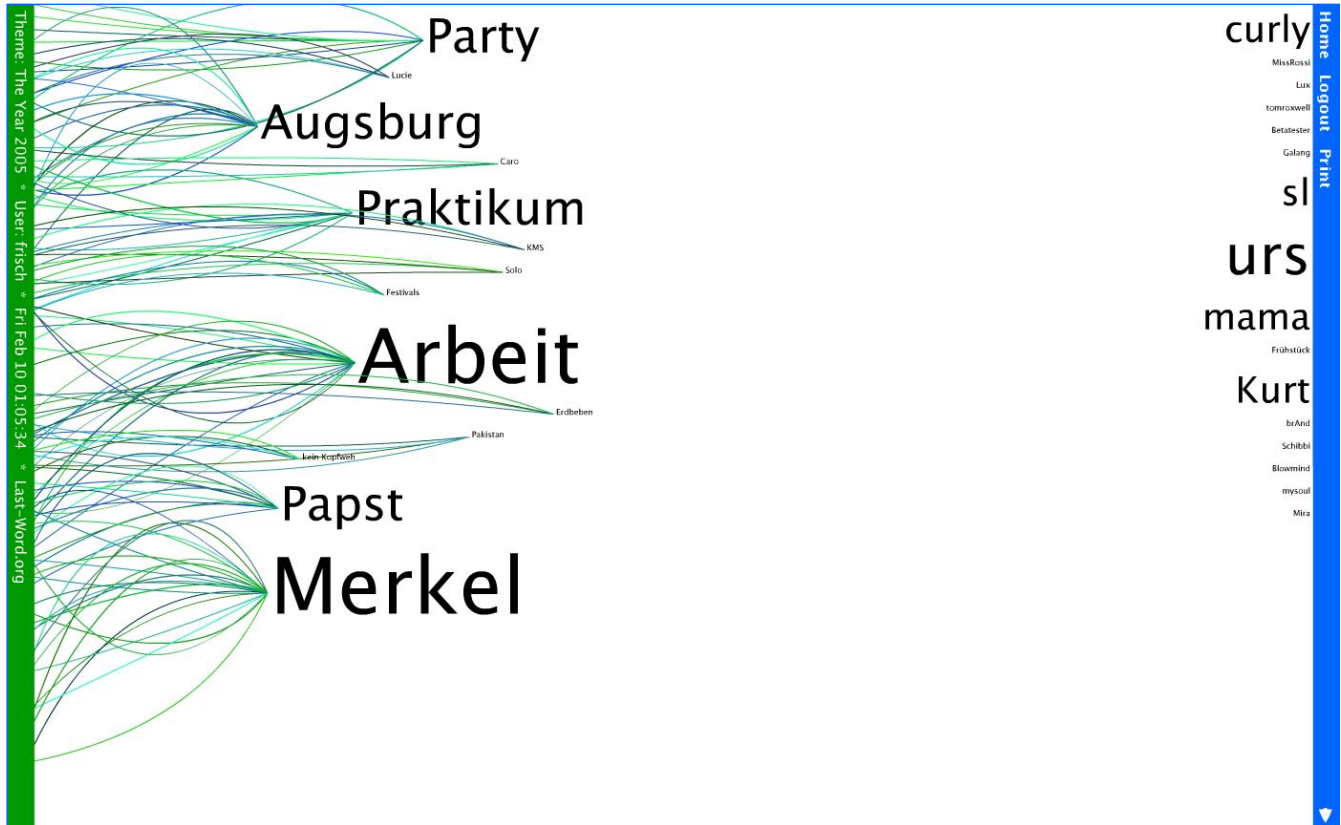 Theme: The Year 2005 * User: frisch * Fri Feb 10 01:05:34 * Last-Word.org
Party
Lucie
Augsburg
Caro
Praktikum
KMS
Solo
Festivals
Arbeit
Erdbeben
Pakistan
kein Kopfweh
Papst
Merkel
curly
MissRossi
Lux
tomroxwell
Betatester
Galang
sl
urs
mama
Frühstück
Kurt
brAnd
Schibbi
Blowmind
mysoul
Mira
Home Logout Print